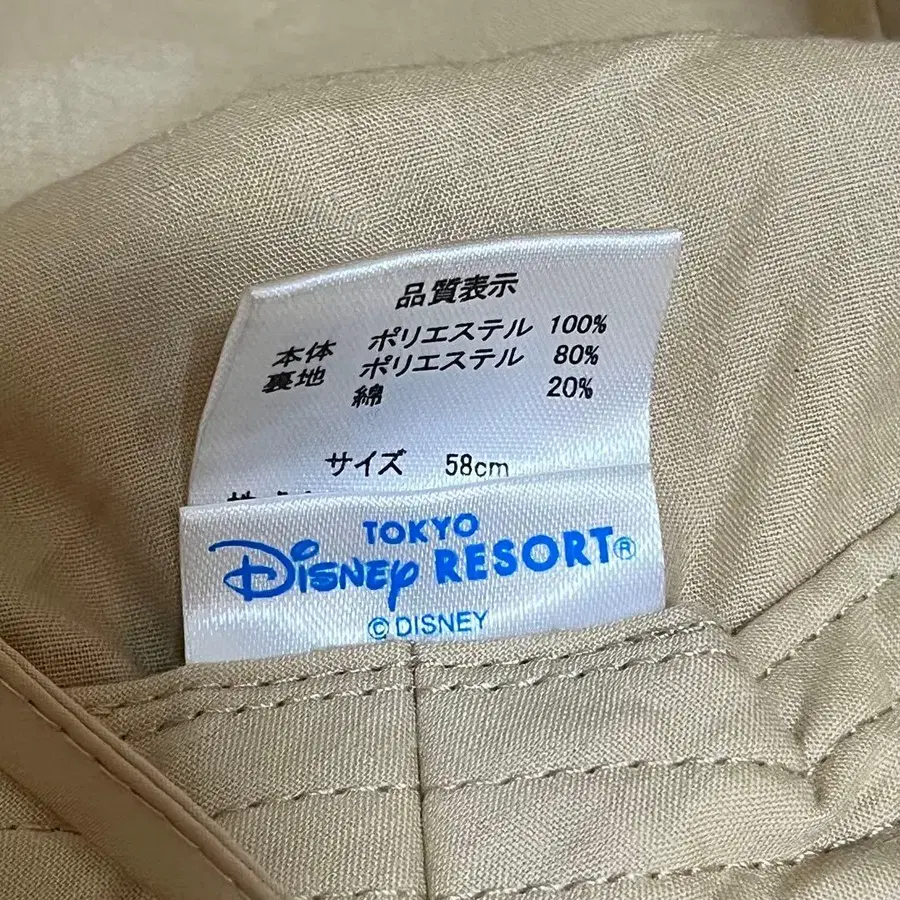 品質表示
本体 ポリエステル 100%
裏地 ポリエステル 80%
綿 20%
サイズ 58cm
TOKYO
Disney RESORT®
© DISNEY